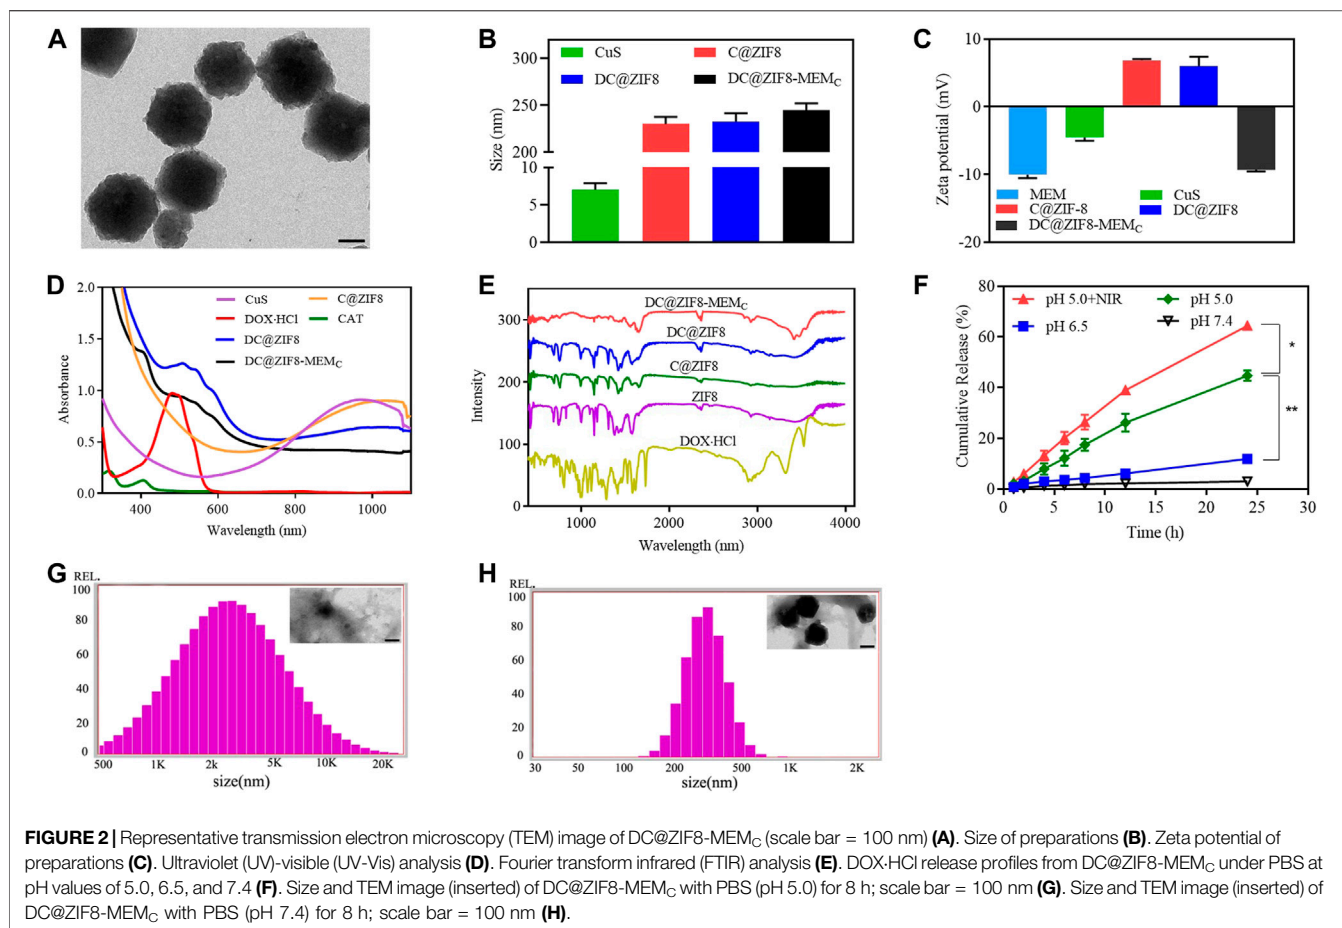 A
B
300
250
200
10
5
0
Size (nm)
CuS
C@ZIF8
DC@ZIF8
DC@ZIF8-MEMC
C
10
0
-10
-20
Zeta potential (mV)
MEM
CuS
C@ZIF-8
DC@ZIF8
DC@ZIF8-MEMC
D
2.0
1.5
1.0
0.5
0.0
Absorbance
CuS
C@ZIF8
DOX·HCl
CAT
DC@ZIF8
DC@ZIF8-MEMC
400
600
800
1000
Wavelength (nm)
E
300
200
100
0
Intensity
DC@ZIF8-MEMC
DC@ZIF8
C@ZIF8
ZIF8
DOX·HCl
1000
2000
3000
4000
Wavelength (nm)
F
80
60
40
20
0
Cumulative Release (%)
pH 5.0+NIR
pH 5.0
pH 6.5
pH 7.4
*
**
0
5
10
15
20
25
30
Time (h)
G
REL.
100
80
60
40
20
0
500
1K
2k
5K
10K
20K
size(nm)
H
REL.
100
80
60
40
20
0
30
50
100
200
500
1K
2K
size(nm)
FIGURE 2 | Representative transmission electron microscopy (TEM) image of DC@ZIF8-MEMC (scale bar = 100 nm) (A). Size of preparations (B). Zeta potential of
preparations (C). Ultraviolet (UV)-visible (UV-Vis) analysis (D). Fourier transform infrared (FTIR) analysis (E). DOX·HCl release profiles from DC@ZIF8-MEMC under PBS at
pH values of 5.0, 6.5, and 7.4 (F). Size and TEM image (inserted) of DC@ZIF8-MEMC with PBS (pH 5.0) for 8 h; scale bar = 100 nm (G). Size and TEM image (inserted) of
DC@ZIF8-MEMC with PBS (pH 7.4) for 8 h; scale bar = 100 nm (H).